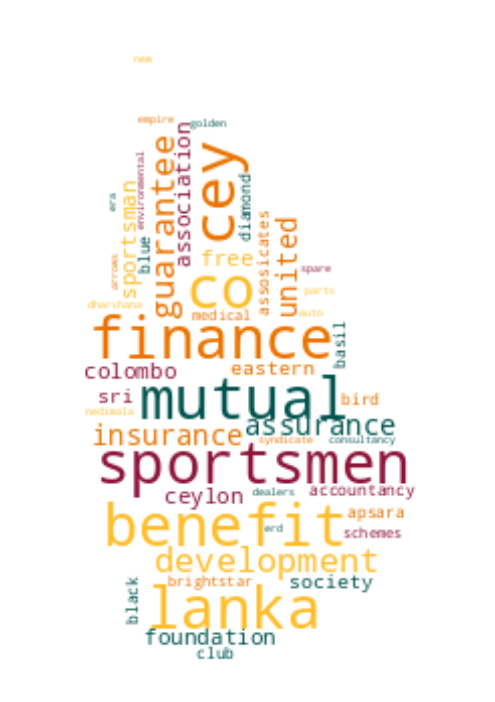 new
empire
golden
guarantee
association
cey
sportsman
environmental
era
diamond
blue
free
assosicates
united
arroms
co
spare
parts
dharshana
medical
auto
finance
basil
colombo
eastern
sri
mutual
bird
nedimala
assurance
insurance
syndicate
consultancy
sportsmen
ceylon
dealers
accountancy
benefit
apsara
erd
schemes
development
brightstar
society
black
lanka
foundation
club